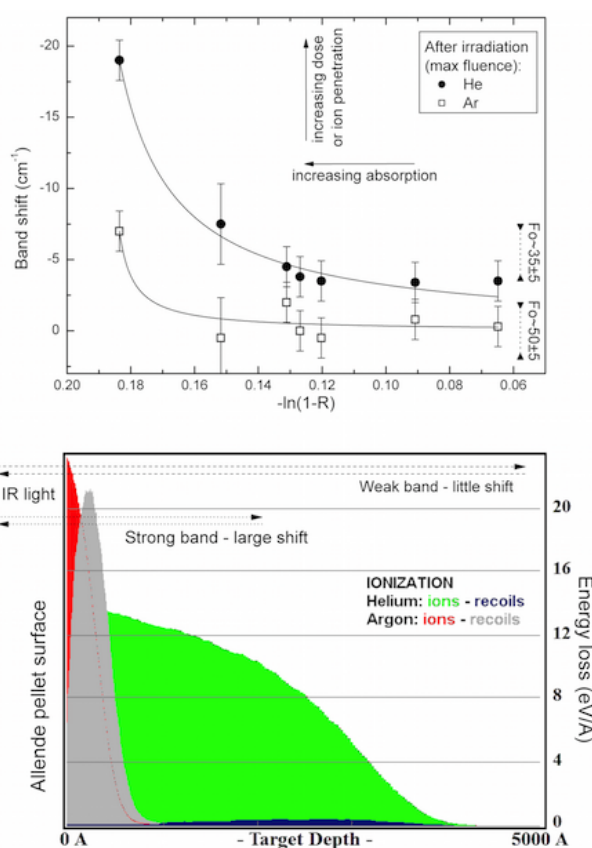 -20
-15
-10
-5
0
Band shift (cm⁻¹)
increasing dose
or ion penetration
increasing absorption
After irradiation
(max fluence):
He
Ar
Fo~35±5
Fo~50±5
0.20 0.18 0.16 0.14 0.12 0.10 0.08 0.06
-ln(1-R)
IR light
Weak band - little shift
Strong band - large shift
IONIZATION
Helium: ions - recoils
Argon: ions - recoils
Allende pellet surface
20
16
12
8
4
0
Energy loss (eV/A)
0 A - Target Depth - 5000 A